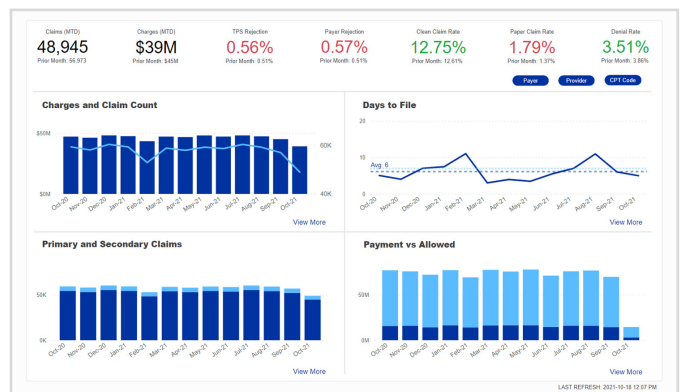 Claims (MTD)
48,945
Prior Month: 56,973
Charges (MTD)
$39M
Prior Month: $45M
TPS Rejection
0.56%
Prior Month: 0.51%
Payer Rejection
0.57%
Prior Month: 0.51%
Clean Claim Rate
12.75%
Prior Month: 12.61%
Paper Claim Rate
1.79%
Prior Month: 1.37%
Denial Rate
3.51%
Prior Month: 3.86%
Payer
Provider
CPT Code
Charges and Claim Count
$50M
$0M
60K
40K
Oct-20 Nov-20 Dec-20 Jan-21 Feb-21 Mar-21 Apr-21 May-21 Jun-21 Jul-21 Aug-21 Sep-21 Oct-21
View More
Days to File
20
10
0
Avg: 6
Oct-20 Nov-20 Dec-20 Jan-21 Feb-21 Mar-21 Apr-21 May-21 Jun-21 Jul-21 Aug-21 Sep-21 Oct-21
View More
Primary and Secondary Claims
50K
0K
Oct-20 Nov-20 Dec-20 Jan-21 Feb-21 Mar-21 Apr-21 May-21 Jun-21 Jul-21 Aug-21 Sep-21 Oct-21
View More
Payment vs Allowed
50M
0M
Oct-20 Nov-20 Dec-20 Jan-21 Feb-21 Mar-21 Apr-21 May-21 Jun-21 Jul-21 Aug-21 Sep-21 Oct-21
View More
LAST REFRESH: 2021-10-18 12:07 PM